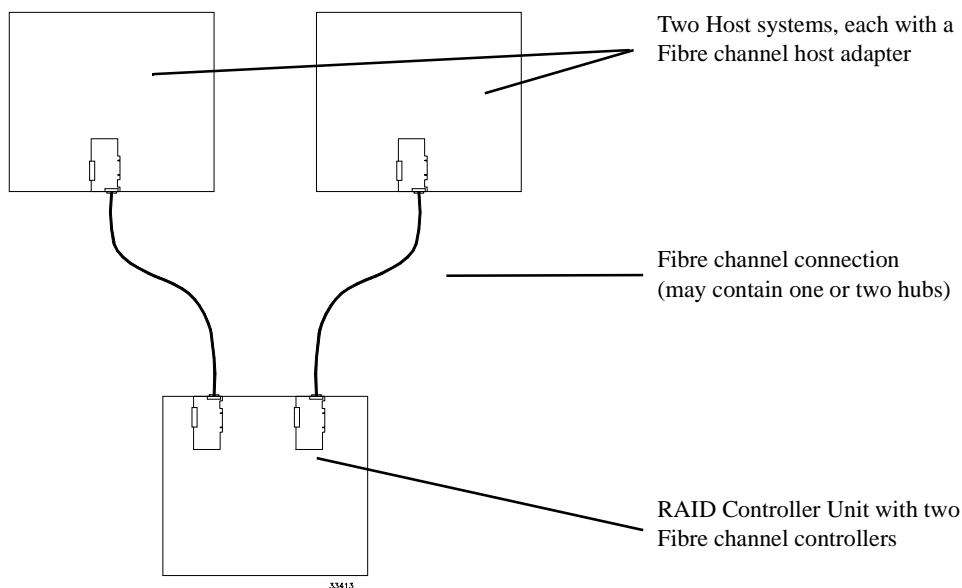 Two Host systems, each with a
Fibre channel host adapter
Fibre channel connection
(may contain one or two hubs)
RAID Controller Unit with two
Fibre channel controllers
33413